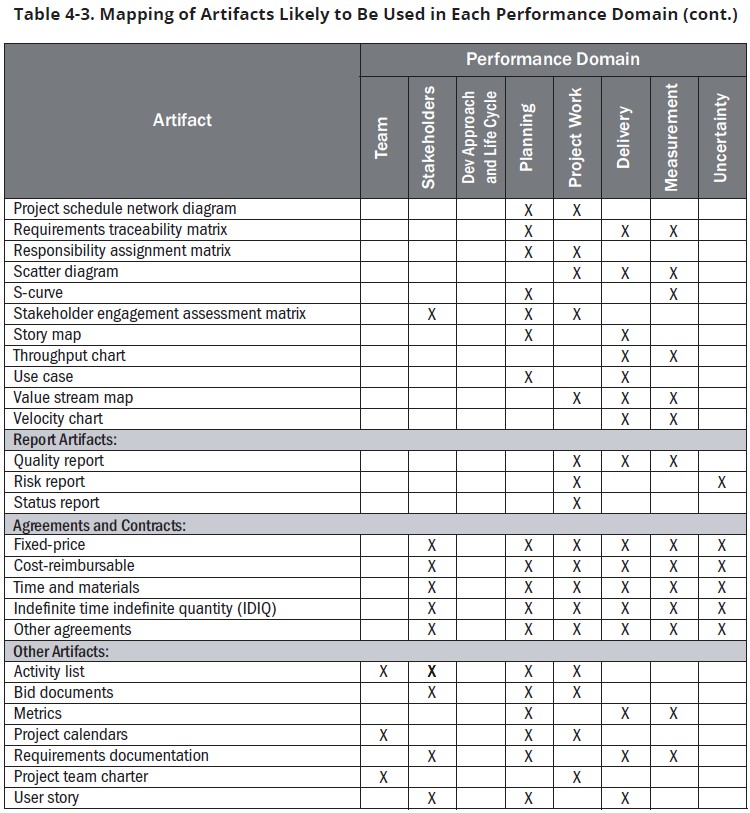 Table 4-3. Mapping of Artifacts Likely to Be Used in Each Performance Domain (cont.)
Artifact
Performance Domain
Team
Stakeholders
Dev Approach
and Life Cycle
Planning
Project Work
Delivery
Measurement
Uncertainty
Project schedule network diagram X X
Requirements traceability matrix X X X
Responsibility assignment matrix X X
Scatter diagram X X X
S-curve X X
Stakeholder engagement assessment matrix X X X
Story map X X
Throughput chart X X
Use case X X
Value stream map X X X
Velocity chart X X
Report Artifacts:
Quality report X X X
Risk report X X
Status report X
Agreements and Contracts:
Fixed-price X X X X X X
Cost-reimbursable X X X X X X
Time and materials X X X X X X
Indefinite time indefinite quantity (IDIQ) X X X X X X
Other agreements X X X X X X
Other Artifacts:
Activity list X X X X
Bid documents X X X
Metrics X X X
Project calendars X X X
Requirements documentation X X X X
Project team charter X X
User story X X X